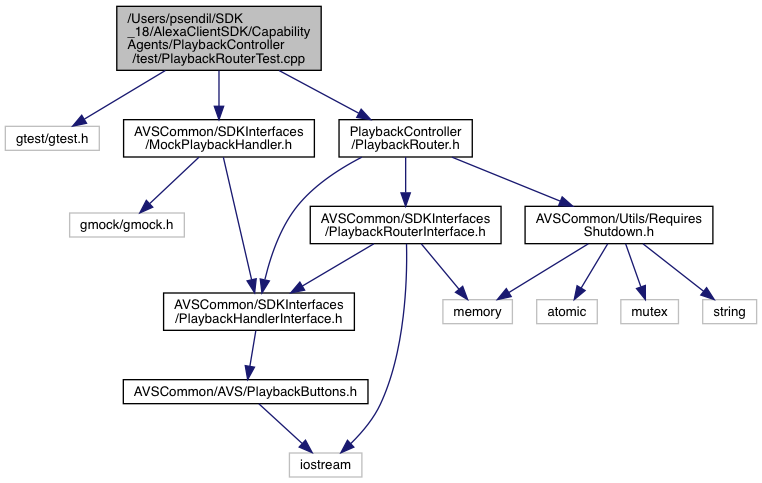 /Users/psendil/SDK
_18/AlexaClientSDK/Capability
Agents/PlaybackController
/test/PlaybackRouterTest.cpp
gtest/gtest.h
AVSCommon/SDKInterfaces
/MockPlaybackHandler.h
PlaybackController
/PlaybackRouter.h
gmock/gmock.h
AVSCommon/SDKInterfaces
/PlaybackRouterInterface.h
AVSCommon/Utils/Requires
Shutdown.h
AVSCommon/SDKInterfaces
/PlaybackHandlerInterface.h
memory
atomic
mutex
string
AVSCommon/AVS/PlaybackButtons.h
iostream